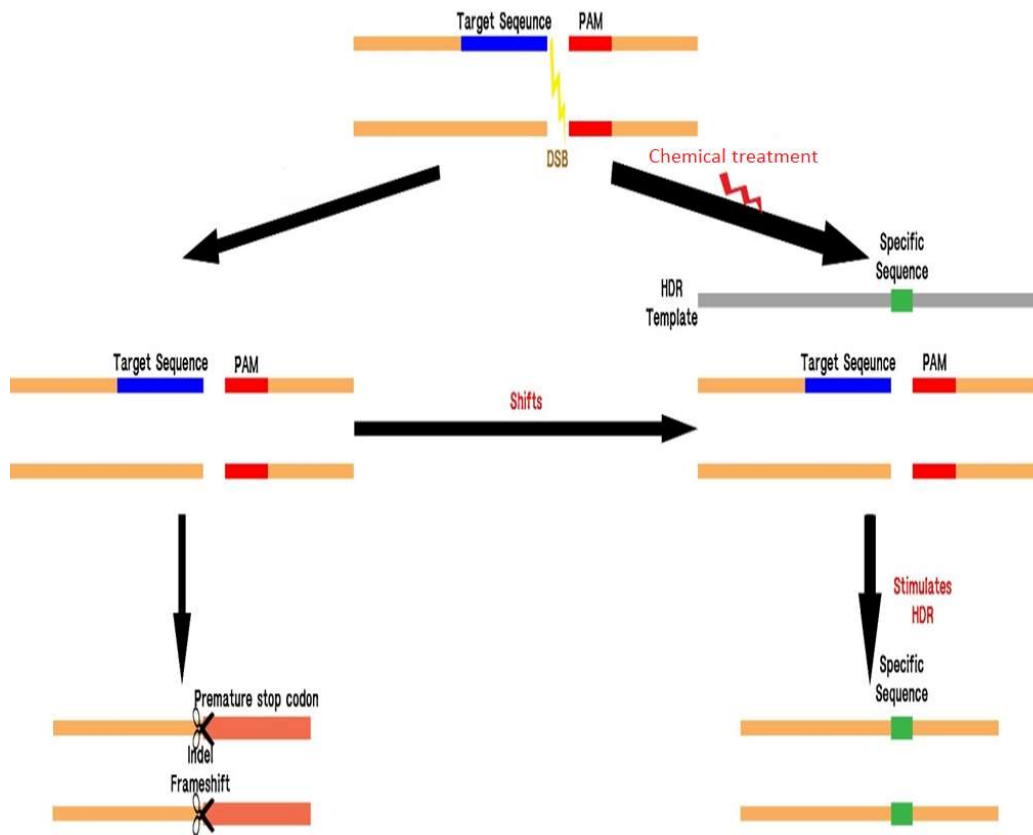 Target Seqeunce PAM
DSB
Chemical treatment
Specific
Sequence
HDR
Template
Target Sequence PAM
Shifts
Target Seqeunce PAM
Stimulates
HDR
Premature stop codon
Indel
Frameshift
Specific
Sequence